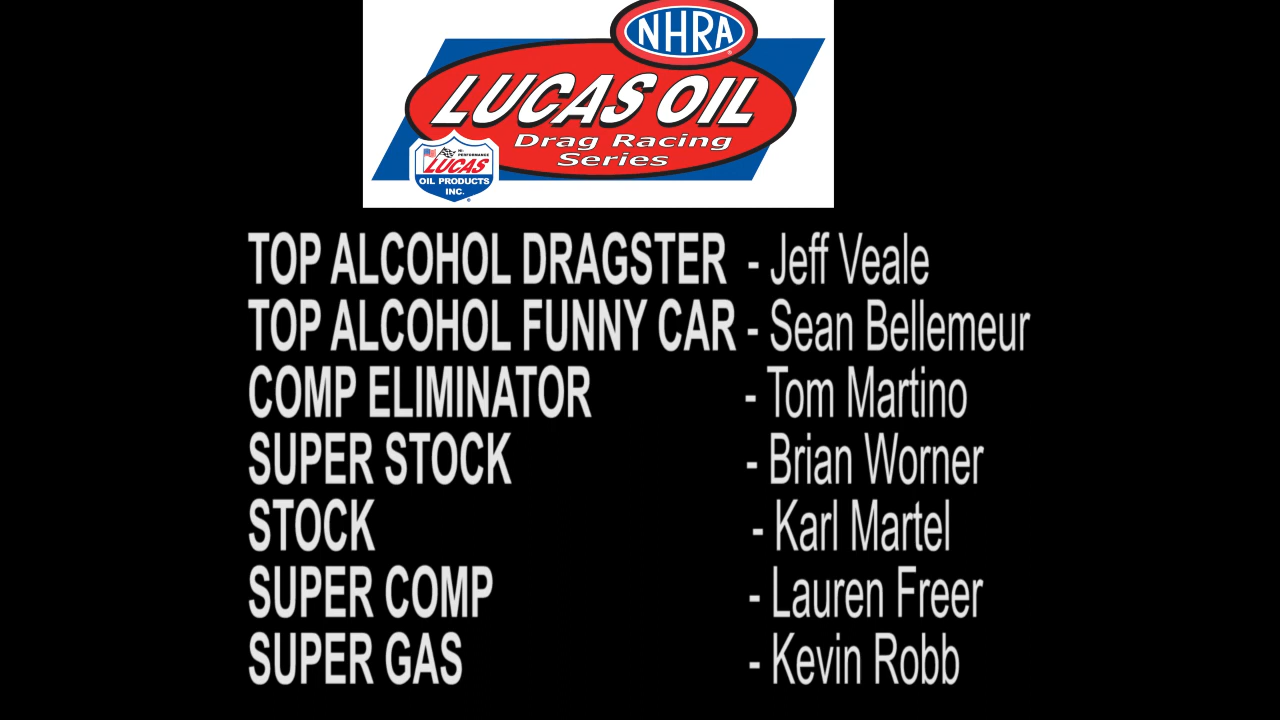 NHRA
LUCAS OIL
Drag Racing
Series
HI-PERFORMANCE
LUCAS
OIL PRODUCTS
INC.
TOP ALCOHOL DRAGSTER - Jeff Veale
TOP ALCOHOL FUNNY CAR - Sean Bellemeur
COMP ELIMINATOR - Tom Martino
SUPER STOCK - Brian Worner
STOCK - Karl Martel
SUPER COMP - Lauren Freer
SUPER GAS - Kevin Robb